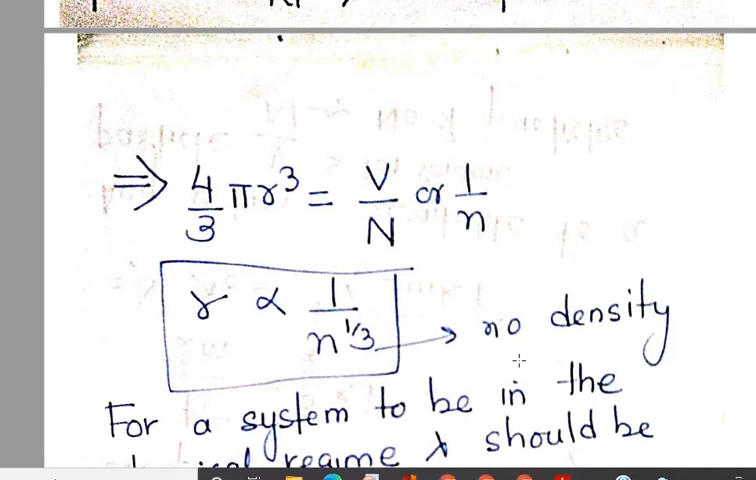 ⇒ 4/3 πr³ = V/N or 1/n
r ∝ 1/n^1/3 → no density
For a system to be in the
regime λ should be